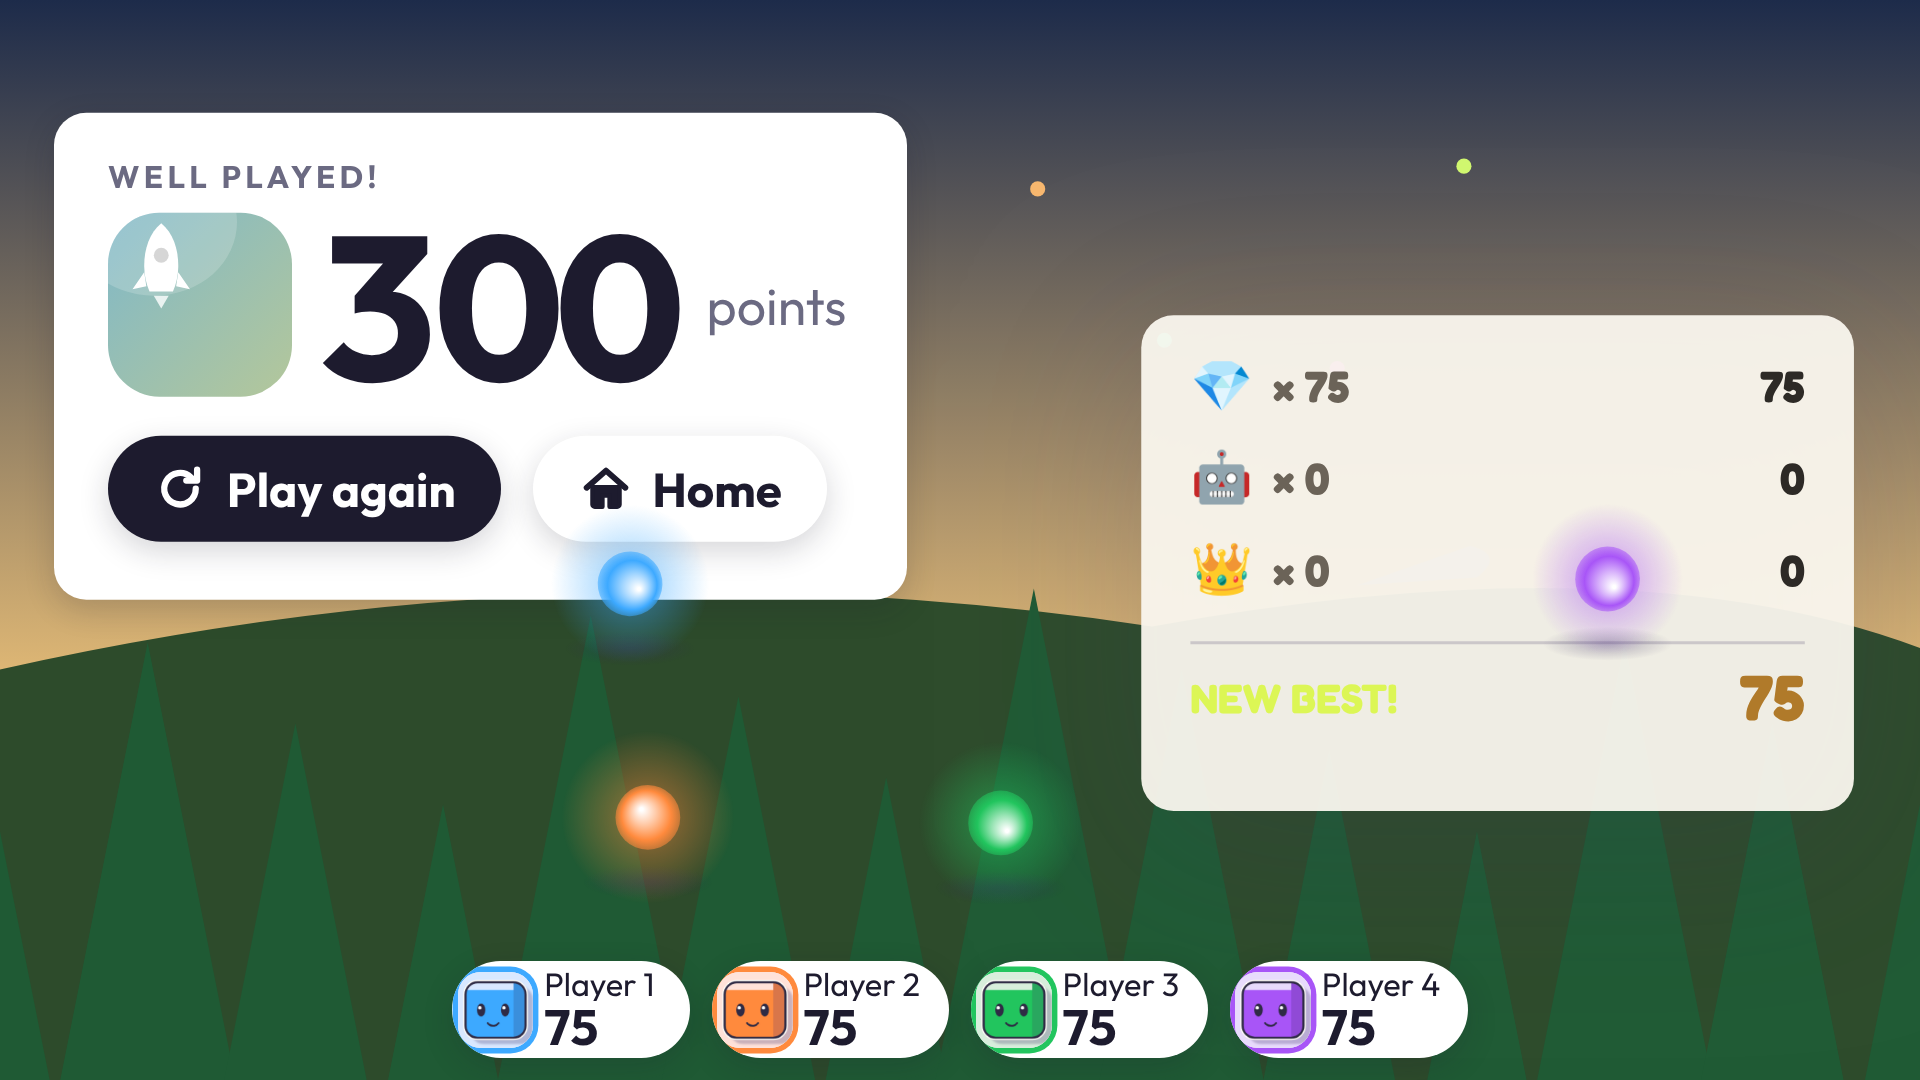 WELL PLAYED!
300 points
Play again
Home
× 75 75
× 0 0
× 0 0
NEW BEST! 75
Player 1
75
Player 2
75
Player 3
75
Player 4
75